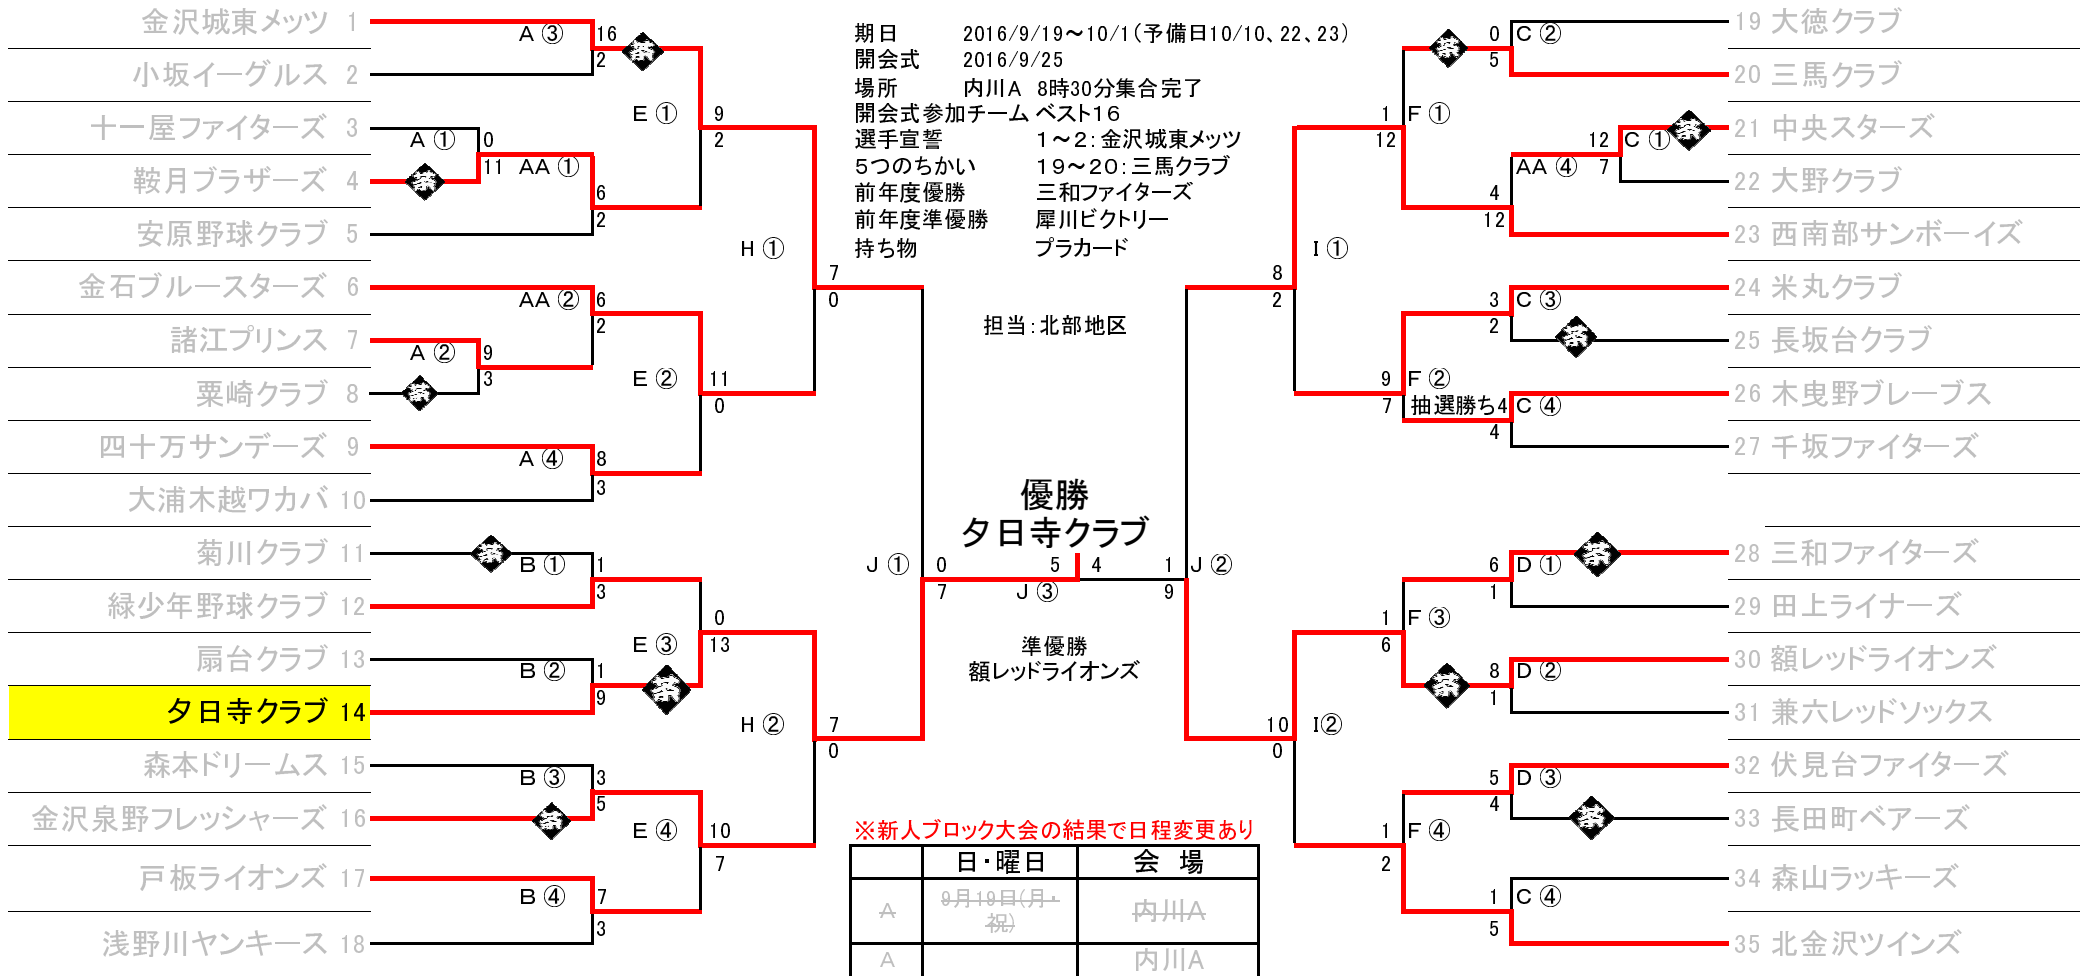 金沢城東メッツ 1
小坂イーグルス 2
十一屋ファイターズ 3
鞍月ブラザーズ 4
安原野球クラブ 5
金石ブルースターズ 6
諸江プリンス 7
粟崎クラブ 8
四十万サンデーズ 9
大浦木越ワカバ 10
菊川クラブ 11
緑少年野球クラブ 12
扇台クラブ 13
夕日寺クラブ 14
森本ドリームス 15
金沢泉野フレッシャーズ 16
戸板ライオンズ 17
浅野川ヤンキース 18
A ③ 16
2
A ① 0
11
AA ① 6
2
AA ② 6
2
A ② 9
3
A ④ 8
3
B ① 1
3
B ② 1
9
B ③ 3
5
B ④ 7
3
E ① 9
2
E ② 11
0
E ③ 0
13
E ④ 10
7
H ① 7
0
H ② 7
0
J ① 0
7
期日 2016/9/19～10/1(予備日10/10、22、23)
開会式 2016/9/25
場所 内川A 8時30分集合完了
開会式参加チーム ベスト16
選手宣誓 1～2:金沢城東メッツ
5つのちかい 19～20:三馬クラブ
前年度優勝 三和ファイターズ
前年度準優勝 犀川ビクトリー
持ち物 プラカード
担当:北部地区
優勝
夕日寺クラブ
5 4
J ③
準優勝
額レッドライオンズ
※新人ブロック大会の結果で日程変更あり
日・曜日 会 場
A 9月19日(月・祝) 内川A
A 内川A
1 J ②
9
8 I ①
2
10 I②
0
1 F ①
12
9 F ②
7
1 F ③
6
1 F ④
2
0 C ②
5
12 C ①
7
4 AA ④
12
3 C ③
2
抽選勝ち4 C ④
4
6 D ①
1
8 D ②
1
5 D ③
4
1 C ④
5
19 大徳クラブ
20 三馬クラブ
21 中央スターズ
22 大野クラブ
23 西南部サンボーイズ
24 米丸クラブ
25 長坂台クラブ
26 木曳野ブレーブス
27 千坂ファイターズ
28 三和ファイターズ
29 田上ライナーズ
30 額レッドライオンズ
31 兼六レッドソックス
32 伏見台ファイターズ
33 長田町ベアーズ
34 森山ラッキーズ
35 北金沢ツインズ